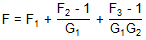 F = F₁ + (F₂ - 1)/G₁ + (F₃ - 1)/(G₁G₂)